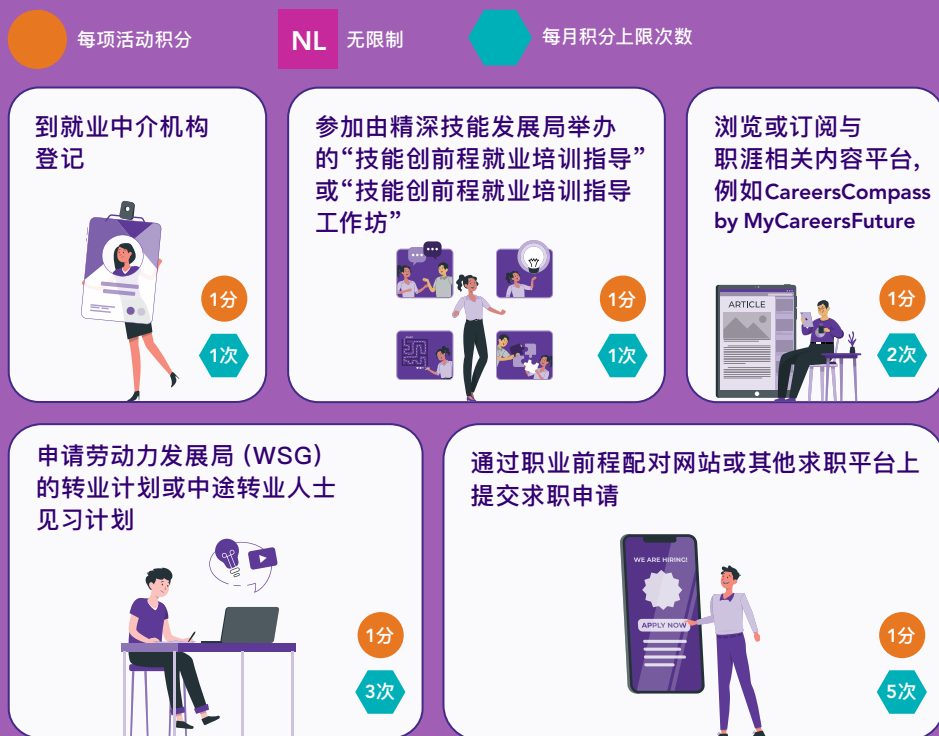 每项活动积分
NL 无限制
每月积分上限次数
到就业中介机构
登记
1分
1次
参加由精深技能发展局举办
的“技能创前程就业培训指导”
或“技能创前程就业培训指导
工作坊”
1分
1次
浏览或订阅与
职涯相关内容平台,
例如CareersCompass
by MyCareersFuture
ARTICLE
1分
2次
申请劳动力发展局 (WSG)
的转业计划或中途转业人士
见习计划
1分
3次
通过职业前程配对网站或其他求职平台上
提交求职申请
WE ARE HIRING!
APPLY NOW
1分
5次